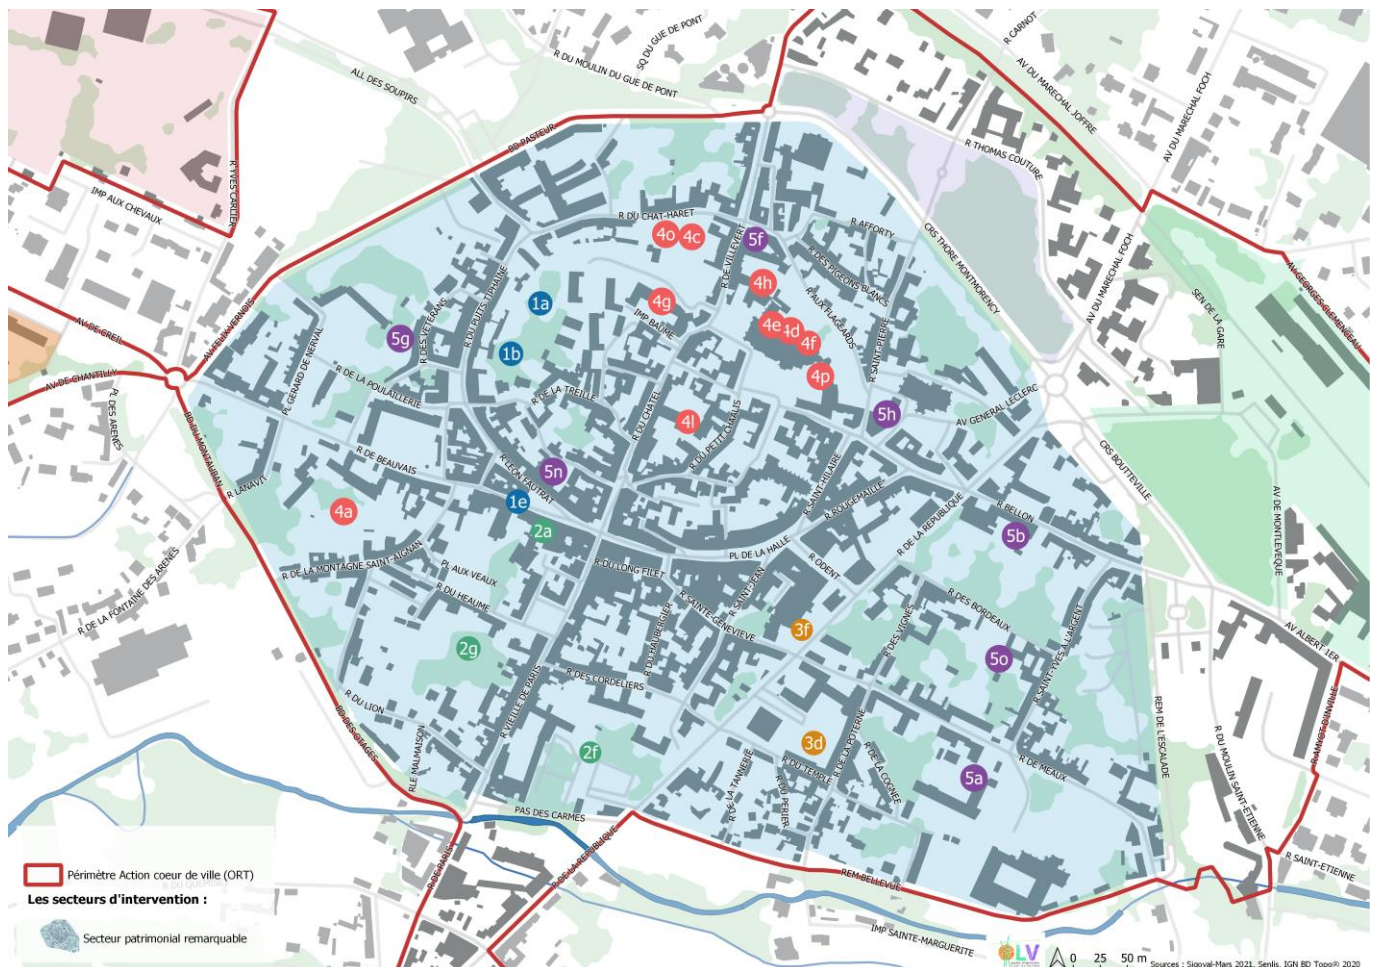 R CARNOT
SQ DU GUE DE PONT
R DU MOULIN DU GUE DE PONT
AV DU MARECHAL JOFFRE
AV DU MARECHAL FOCH
ALL DES SOUPIRS
BD PASTEUR
R THOMAS COUTURE
R YVES CARLIER
IMP AUX CHEVAUX
R DU CHAT-HARET
R AFFORTY
CRS THORE MONTMORENCY
4o
4c
5f
R DE VILLEVERT
R DES PIGEONS BLANCS
AV DU MARECHAL FOCH
AV GEORGES CLEMENCEAU
SEN DE LA GARE
R DU PUITS TIPHAINE
1a
4g
4h
R AUX FLAGEARDS
AV DE CREIL
AV FELIX VERNOIS
R DES VETERANS
5g
1b
IMP BAUME
4e
4d
4f
R SAINT-PIERRE
PL GERARD DE NERVAL
R DE LA POULAILLERIE
R DE LA TREILLE
R DU CHATEL
4p
AV DE CHANTILLY
PL DES ARENES
BD DU MONTAUBAN
4l
R DU PETIT CHAALIS
5h
AV GENERAL LECLERC
R DE BEAUVAIS
R LEON FAUTRAT
5n
R SAINT-HILAIRE
CRS BOUTTEVILLE
R LANAVIT
4a
1e
2a
R ROUGEMAILLE
R DE LA REPUBLIQUE
R BELLON
5b
AV DE MONTLEVEQUE
R DE LA FONTAINE DES ARENES
R DE LA MONTAGNE SAINT-AIGNAN
PL AUX VEAUX
R DU HEAUME
R DU LONG FILET
PL DE LA HALLE
R ODENT
R SAINT-JEAN
R SAINTE-GENEVIEVE
R DU HAUBERGIER
R DES VIGNES
R DES BORDEAUX
R SAINT-YVES A L'ARGENT
AV ALBERT 1ER
3f
2g
5o
R DES CORDELIERS
R VIEILLE DE PARIS
R DU LION
BD DES OTAGES
RLE MALMAISON
2f
3d
R DE LA POTERNE
R DE LA COGNEE
R DU TEMPLE
R DE LA TANNERIE
R DU PERIER
5a
R DE MEAUX
REM DE L'ESCALADE
R DU MOULIN SAINT-ETIENNE
R AMYOT D'INVILLE
PAS DES CARMES
R DE PARIS
R DE LA REPUBLIQUE
REM BELLEVUE
R SAINT-ETIENNE
IMP SAINTE-MARGUERITE
Périmètre Action coeur de ville (ORT)
Les secteurs d'intervention :
Secteur patrimonial remarquable
LV
0 25 50 m
Sources : Sigoval-Mars 2021, Senlis, IGN BD Topo® 2020